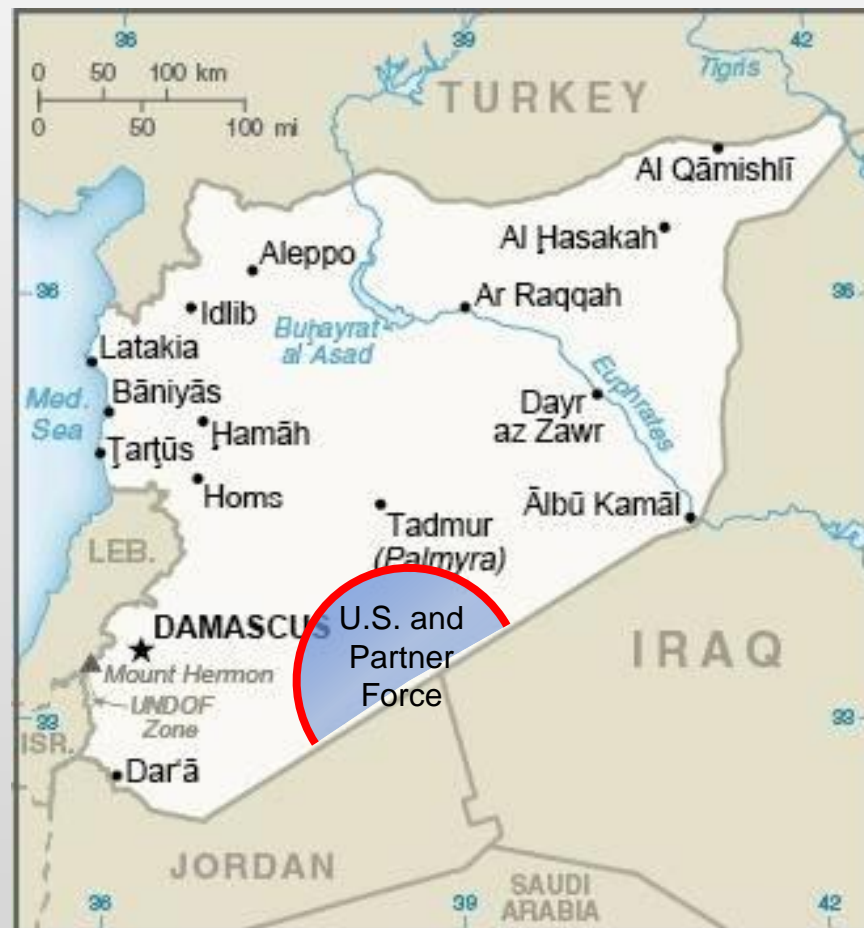 36
39
42
0 50 100 km
0 50 100 mi
Tigris
TURKEY
Al Qāmishlī
Al Ḩasakah
Aleppo
36
36
Ar Raqqah
Idlib
Buḩayrat
al Asad
Latakia
Euphrates
Bāniyās
Med.
Sea
Dayr
az Zawr
Ḩamāh
Ţarţūs
Homs
Ālbū Kamāl
Tadmur
(Palmyra)
LEB.
U.S. and
Partner
Force
DAMASCUS
IRAQ
Mount Hermon
UNDOF
Zone
33
33
ISR.
Dar'ā
JORDAN
SAUDI
ARABIA
36
39
42